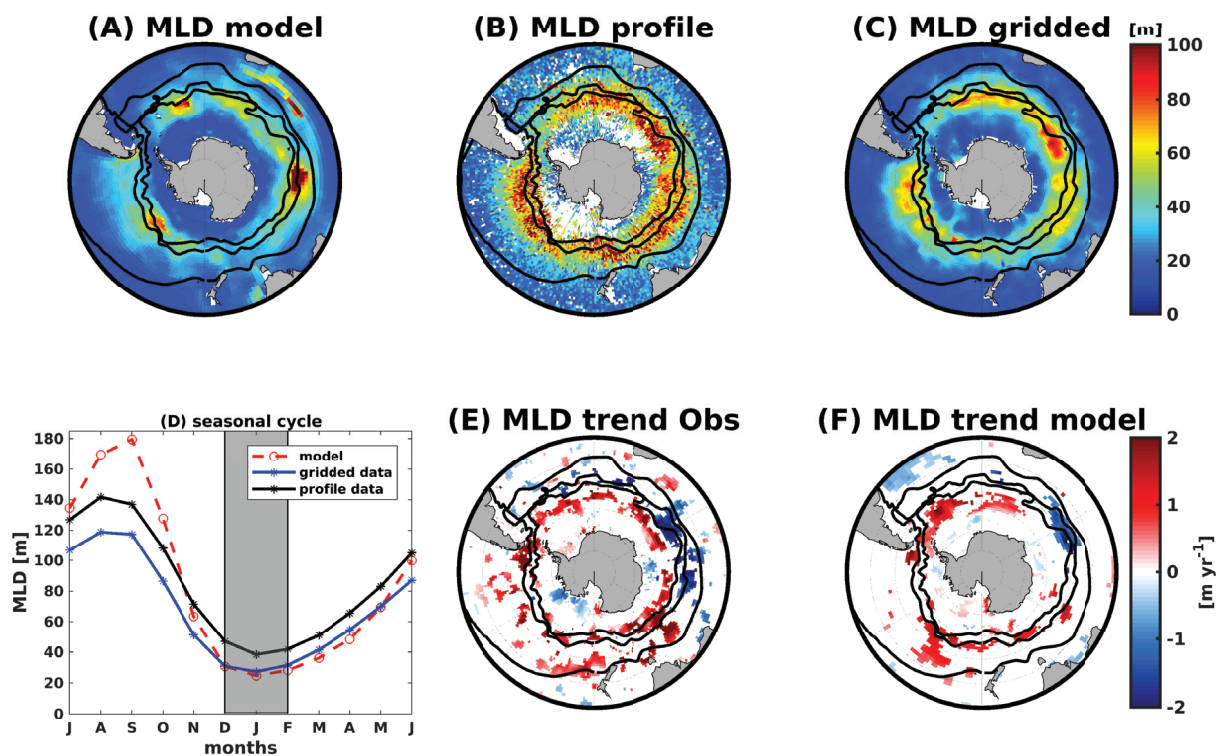 (A) MLD model
(B) MLD profile
(C) MLD gridded
[m]
100
80
60
40
20
0
(D) seasonal cycle
180
160
140
120
100
80
60
40
20
0
MLD [m]
model
gridded data
profile data
J A S O N D J F M A M J
months
(E) MLD trend Obs
(F) MLD trend model
2
1
0
-1
-2
[m yr-1]